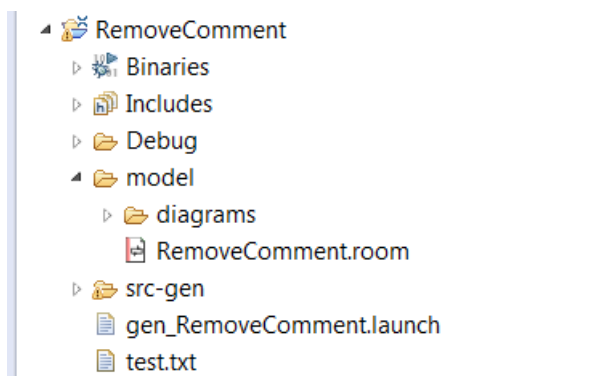 RemoveComment
Binaries
Includes
Debug
model
diagrams
RemoveComment.room
src-gen
gen_RemoveComment.launch
test.txt